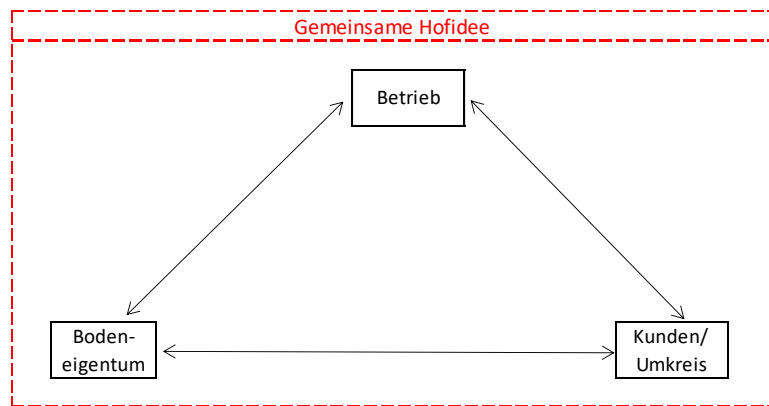 Gemeinsame Hofidee
Betrieb
Boden-
eigentum
Kunden/
Umkreis